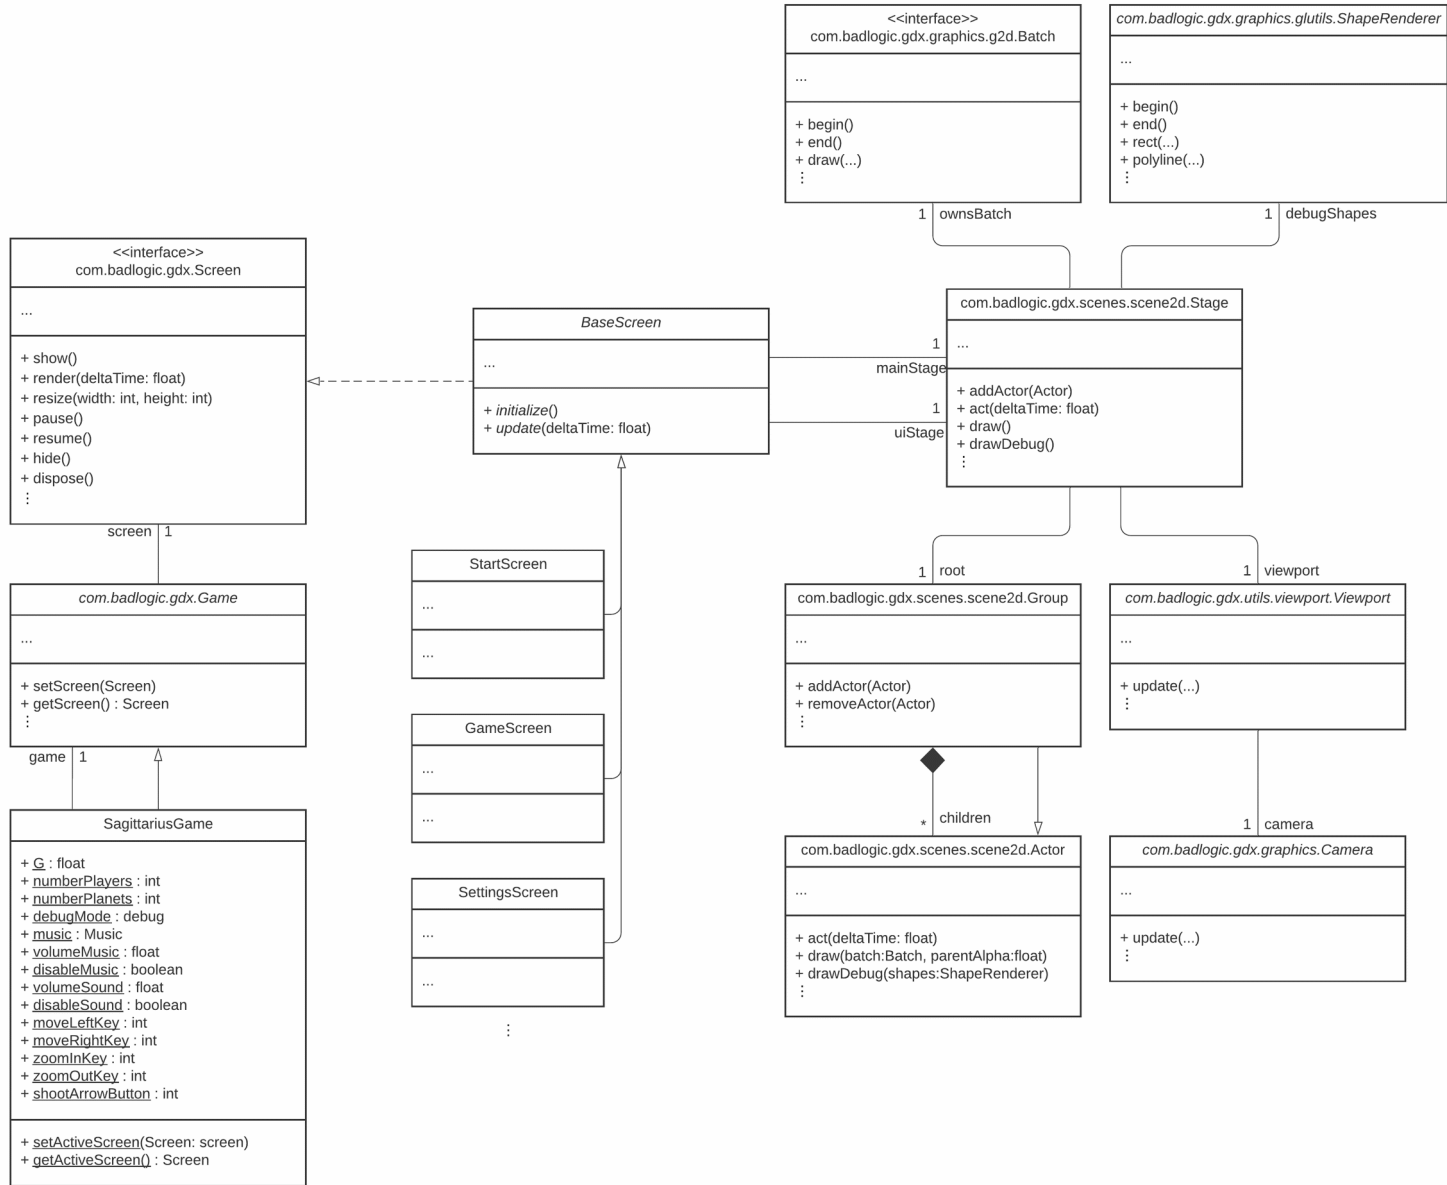 <<interface>>
com.badlogic.gdx.graphics.g2d.Batch
...
+ begin()
+ end()
+ draw(...)
⋮
com.badlogic.gdx.graphics.glutils.ShapeRenderer
...
+ begin()
+ end()
+ rect(...)
+ polyline(...)
⋮
1 ownsBatch
1 debugShapes
<<interface>>
com.badlogic.gdx.Screen
...
+ show()
+ render(deltaTime: float)
+ resize(width: int, height: int)
+ pause()
+ resume()
+ hide()
+ dispose()
⋮
BaseScreen
...
+ initialize()
+ update(deltaTime: float)
1
mainStage
1
uiStage
com.badlogic.gdx.scenes.scene2d.Stage
...
+ addActor(Actor)
+ act(deltaTime: float)
+ draw()
+ drawDebug()
⋮
screen 1
com.badlogic.gdx.Game
...
+ setScreen(Screen)
+ getScreen() : Screen
⋮
game 1
SagittariusGame
+ G : float
+ numberPlayers : int
+ numberPlanets : int
+ debugMode : debug
+ music : Music
+ volumeMusic : float
+ disableMusic : boolean
+ volumeSound : float
+ disableSound : boolean
+ moveLeftKey : int
+ moveRightKey : int
+ zoomInKey : int
+ zoomOutKey : int
+ shootArrowButton : int
+ setActiveScreen(Screen: screen)
+ getActiveScreen() : Screen
StartScreen
...
...
GameScreen
...
...
SettingsScreen
...
...
⋮
1 root
com.badlogic.gdx.scenes.scene2d.Group
...
+ addActor(Actor)
+ removeActor(Actor)
⋮
* children
com.badlogic.gdx.scenes.scene2d.Actor
...
+ act(deltaTime: float)
+ draw(batch:Batch, parentAlpha:float)
+ drawDebug(shapes:ShapeRenderer)
⋮
1 viewport
com.badlogic.gdx.utils.viewport.Viewport
...
+ update(...)
⋮
1 camera
com.badlogic.gdx.graphics.Camera
...
+ update(...)
⋮